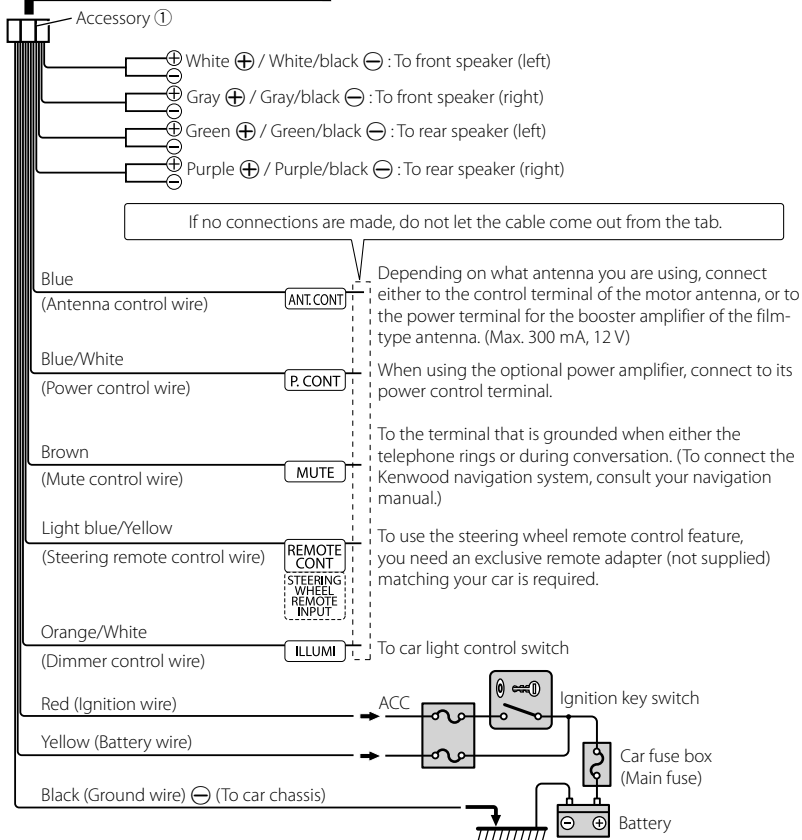 Accessory ①
⊕ White ⊕ / White/black ⊖ : To front speaker (left)
⊖
⊕ Gray ⊕ / Gray/black ⊖ : To front speaker (right)
⊖
⊕ Green ⊕ / Green/black ⊖ : To rear speaker (left)
⊖
⊕ Purple ⊕ / Purple/black ⊖ : To rear speaker (right)
⊖
If no connections are made, do not let the cable come out from the tab.
Blue
(Antenna control wire)
ANT. CONT
Depending on what antenna you are using, connect
either to the control terminal of the motor antenna, or to
the power terminal for the booster amplifier of the film-
type antenna. (Max. 300 mA, 12 V)
Blue/White
(Power control wire)
P. CONT
When using the optional power amplifier, connect to its
power control terminal.
Brown
(Mute control wire)
MUTE
To the terminal that is grounded when either the
telephone rings or during conversation. (To connect the
Kenwood navigation system, consult your navigation
manual.)
Light blue/Yellow
(Steering remote control wire)
REMOTE
CONT
STEERING
WHEEL
REMOTE
INPUT
To use the steering wheel remote control feature,
you need an exclusive remote adapter (not supplied)
matching your car is required.
Orange/White
(Dimmer control wire)
ILLUMI
To car light control switch
Red (Ignition wire)
ACC
Ignition key switch
Yellow (Battery wire)
Car fuse box
(Main fuse)
Black (Ground wire) ⊖ (To car chassis)
⊖ ⊕ Battery